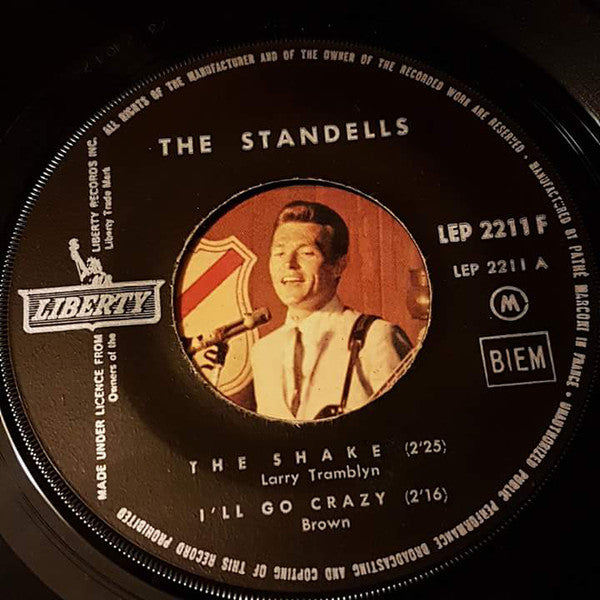 ALL RIGHTS OF THE MANUFACTURER AND OF THE OWNER OF THE RECORDED WORK ARE RESERVED ·
MANUFACTURED BY PATHÉ MARCONI IN FRANCE · UNAUTHORIZED PUBLIC PERFORMANCE BROADCASTING AND COPYING OF THIS RECORD PROHIBITED
THE STANDELLS
LIBERTY RECORDS INC.
Liberty Trade Mark
LIBERTY
MADE UNDER LICENCE FROM
Owners of the
LEP 2211 F
LEP 2211 A
M
BIEM
THE SHAKE (2'25)
Larry Tramblyn
I'LL GO CRAZY (2'16)
Brown